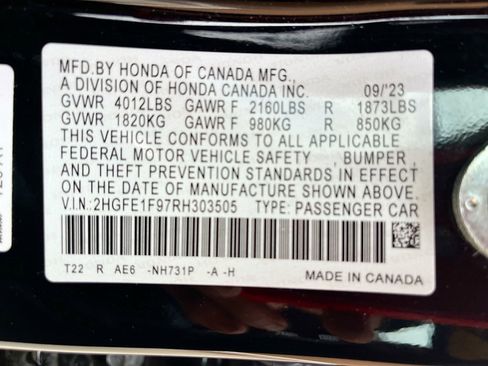 MFD.BY HONDA OF CANADA MFG.,
A DIVISION OF HONDA CANADA INC. 09/'23
GVWR 4012LBS GAWR F 2160LBS R 1873LBS
GVWR 1820KG GAWR F 980KG R 850KG
THIS VEHICLE CONFORMS TO ALL APPLICABLE
FEDERAL MOTOR VEHICLE SAFETY , BUMPER ,
AND THEFT PREVENTION STANDARDS IN EFFECT
ON THE DATE OF MANUFACTURE SHOWN ABOVE.
V.I.N.:2HGFE1F97RH303505 TYPE: PASSENGER CAR
T22 R AE6 -NH731P -A -H
MADE IN CANADA